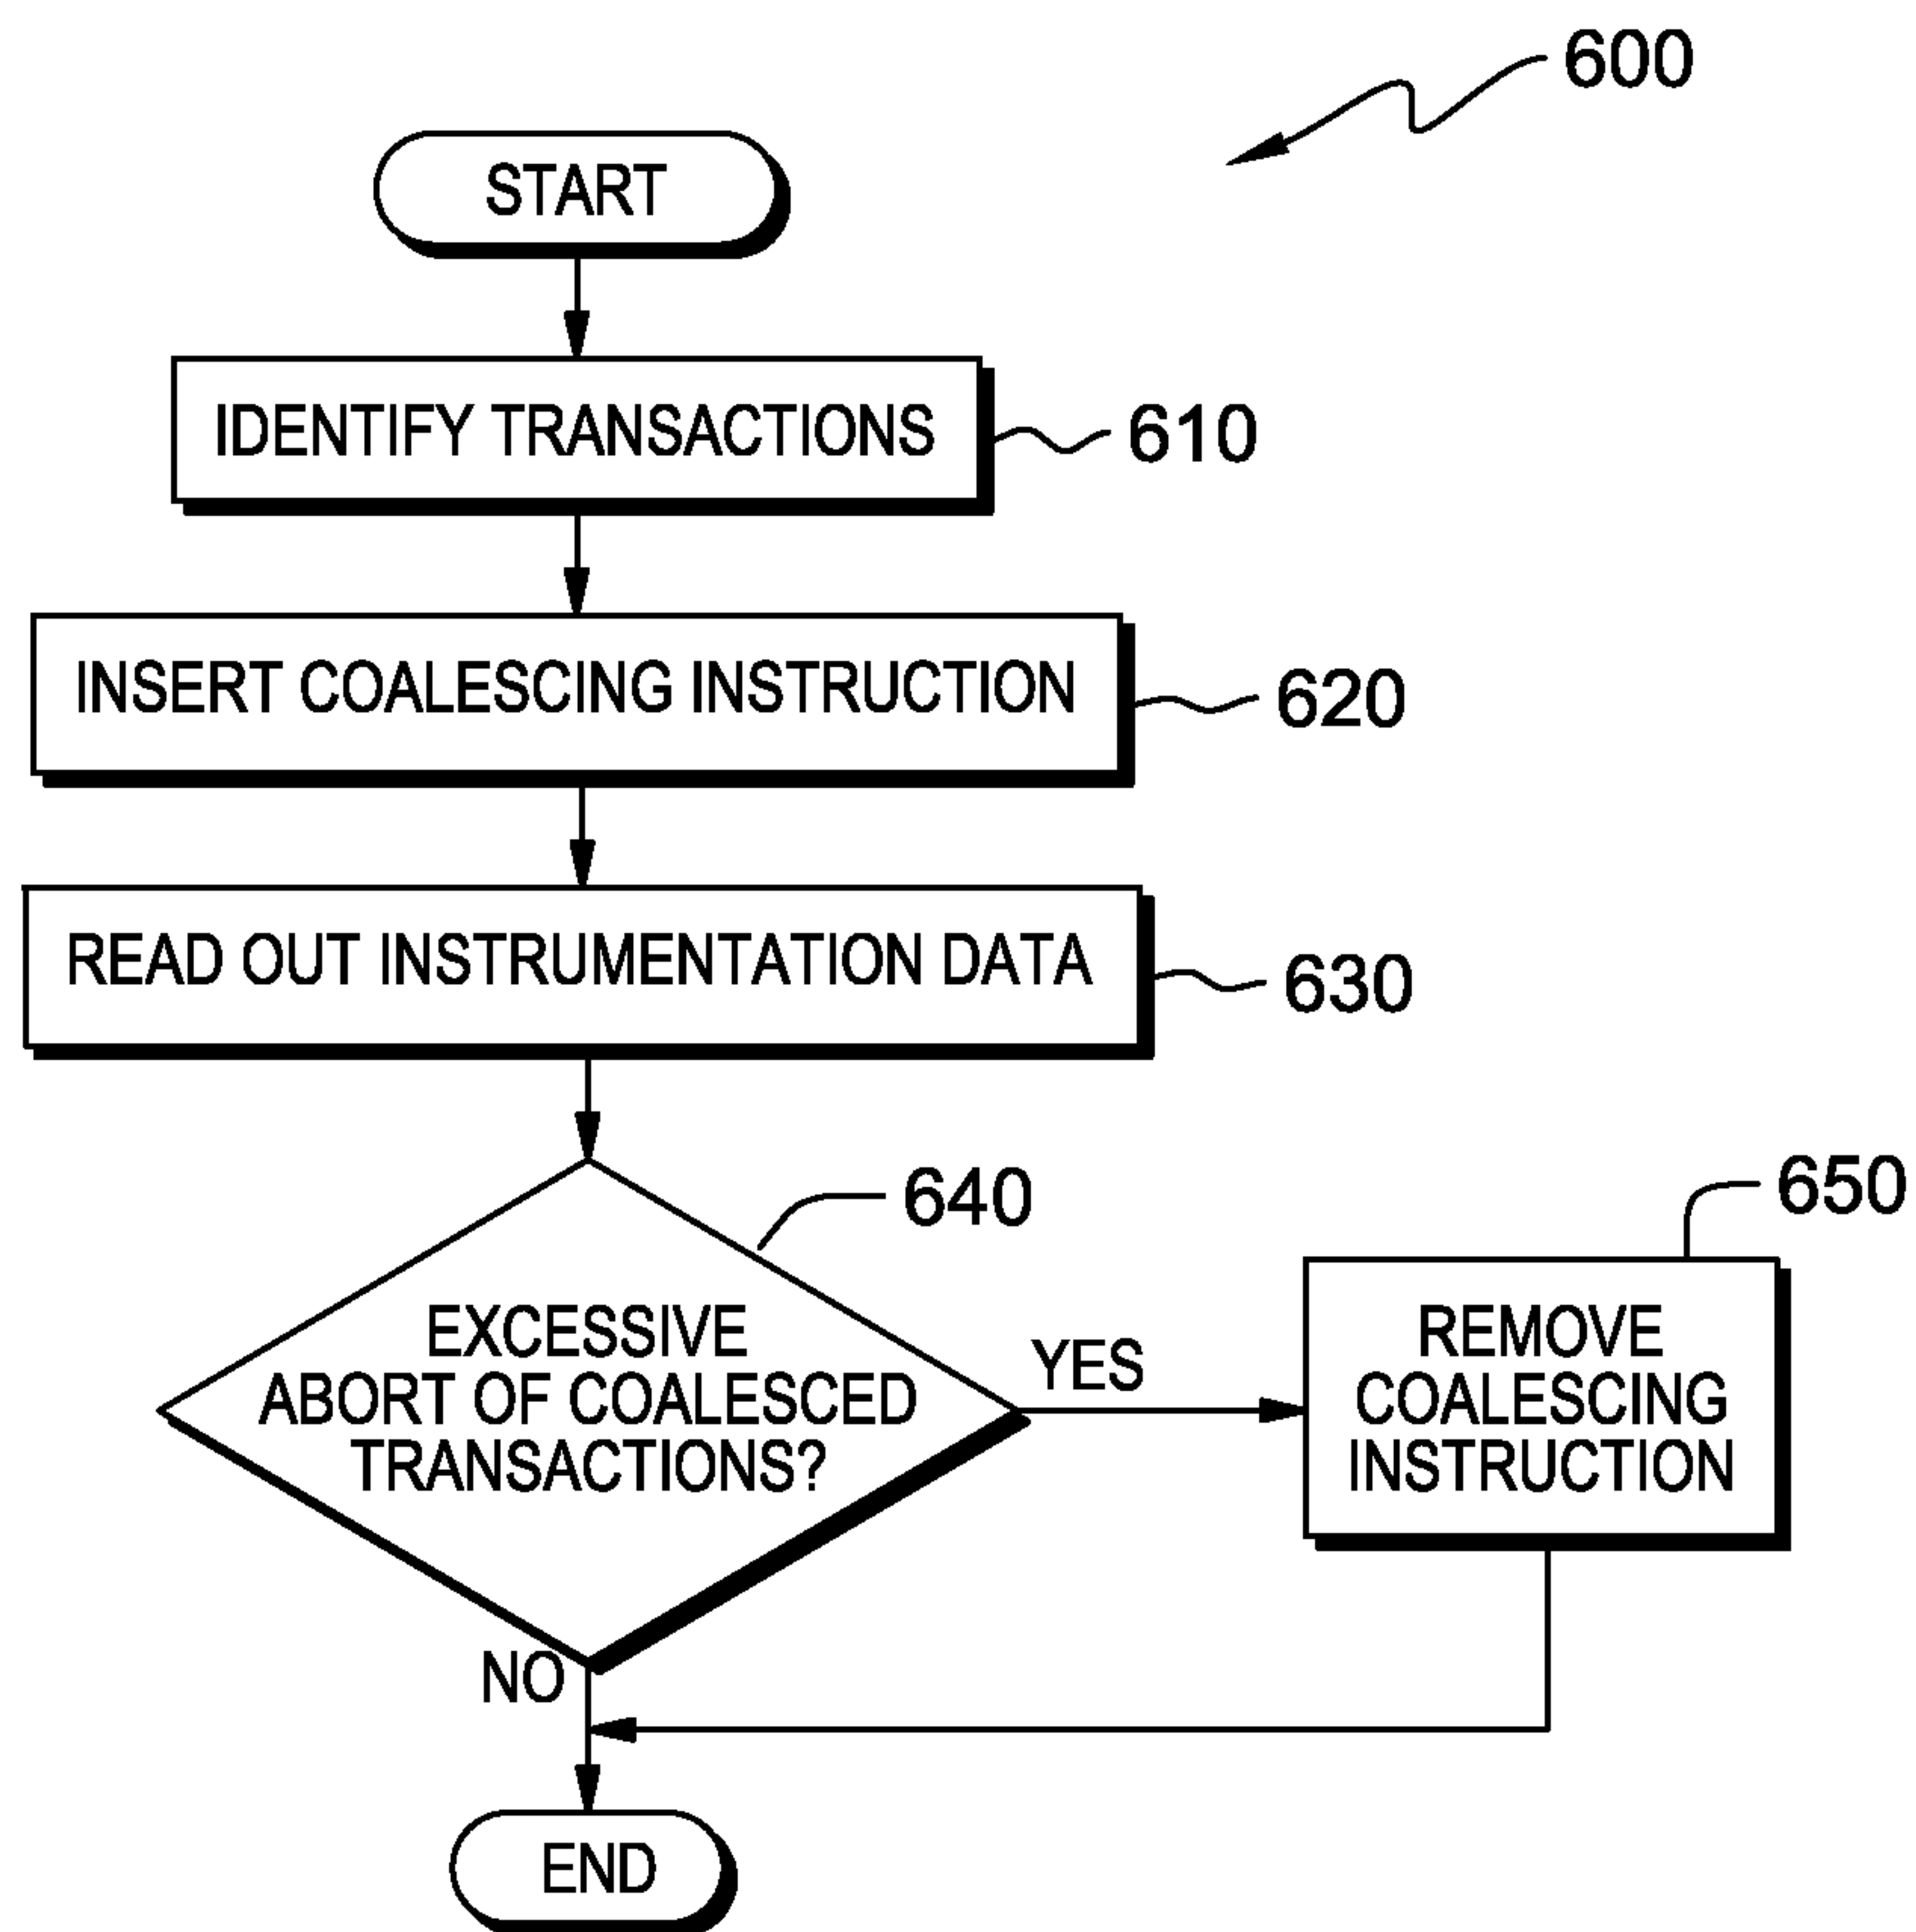 600
START
IDENTIFY TRANSACTIONS
610
INSERT COALESCING INSTRUCTION
620
READ OUT INSTRUMENTATION DATA
630
640
EXCESSIVE
ABORT OF COALESCED
TRANSACTIONS?
YES
650
REMOVE
COALESCING
INSTRUCTION
NO
END